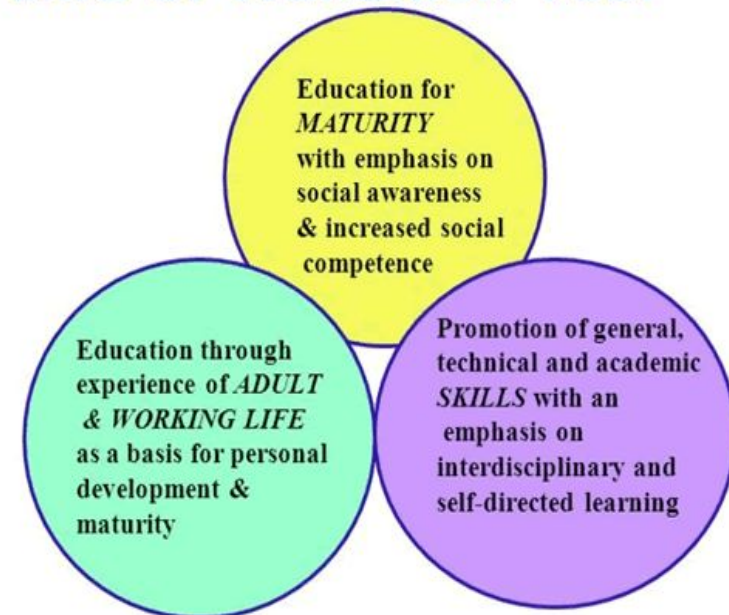 Education for
MATURITY
with emphasis on
social awareness
& increased social
competence
Education through
experience of ADULT
& WORKING LIFE
as a basis for personal
development &
maturity
Promotion of general,
technical and academic
SKILLS with an
emphasis on
interdisciplinary and
self-directed learning